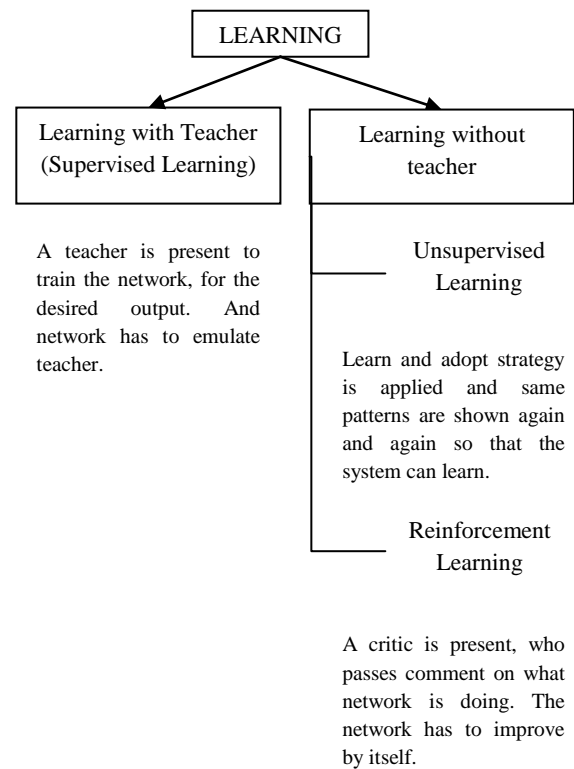 LEARNING
Learning with Teacher
(Supervised Learning)
Learning without
teacher
A teacher is present to
train the network, for the
desired output. And
network has to emulate
teacher.
Unsupervised
Learning
Learn and adopt strategy
is applied and same
patterns are shown again
and again so that the
system can learn.
Reinforcement
Learning
A critic is present, who
passes comment on what
network is doing. The
network has to improve
by itself.